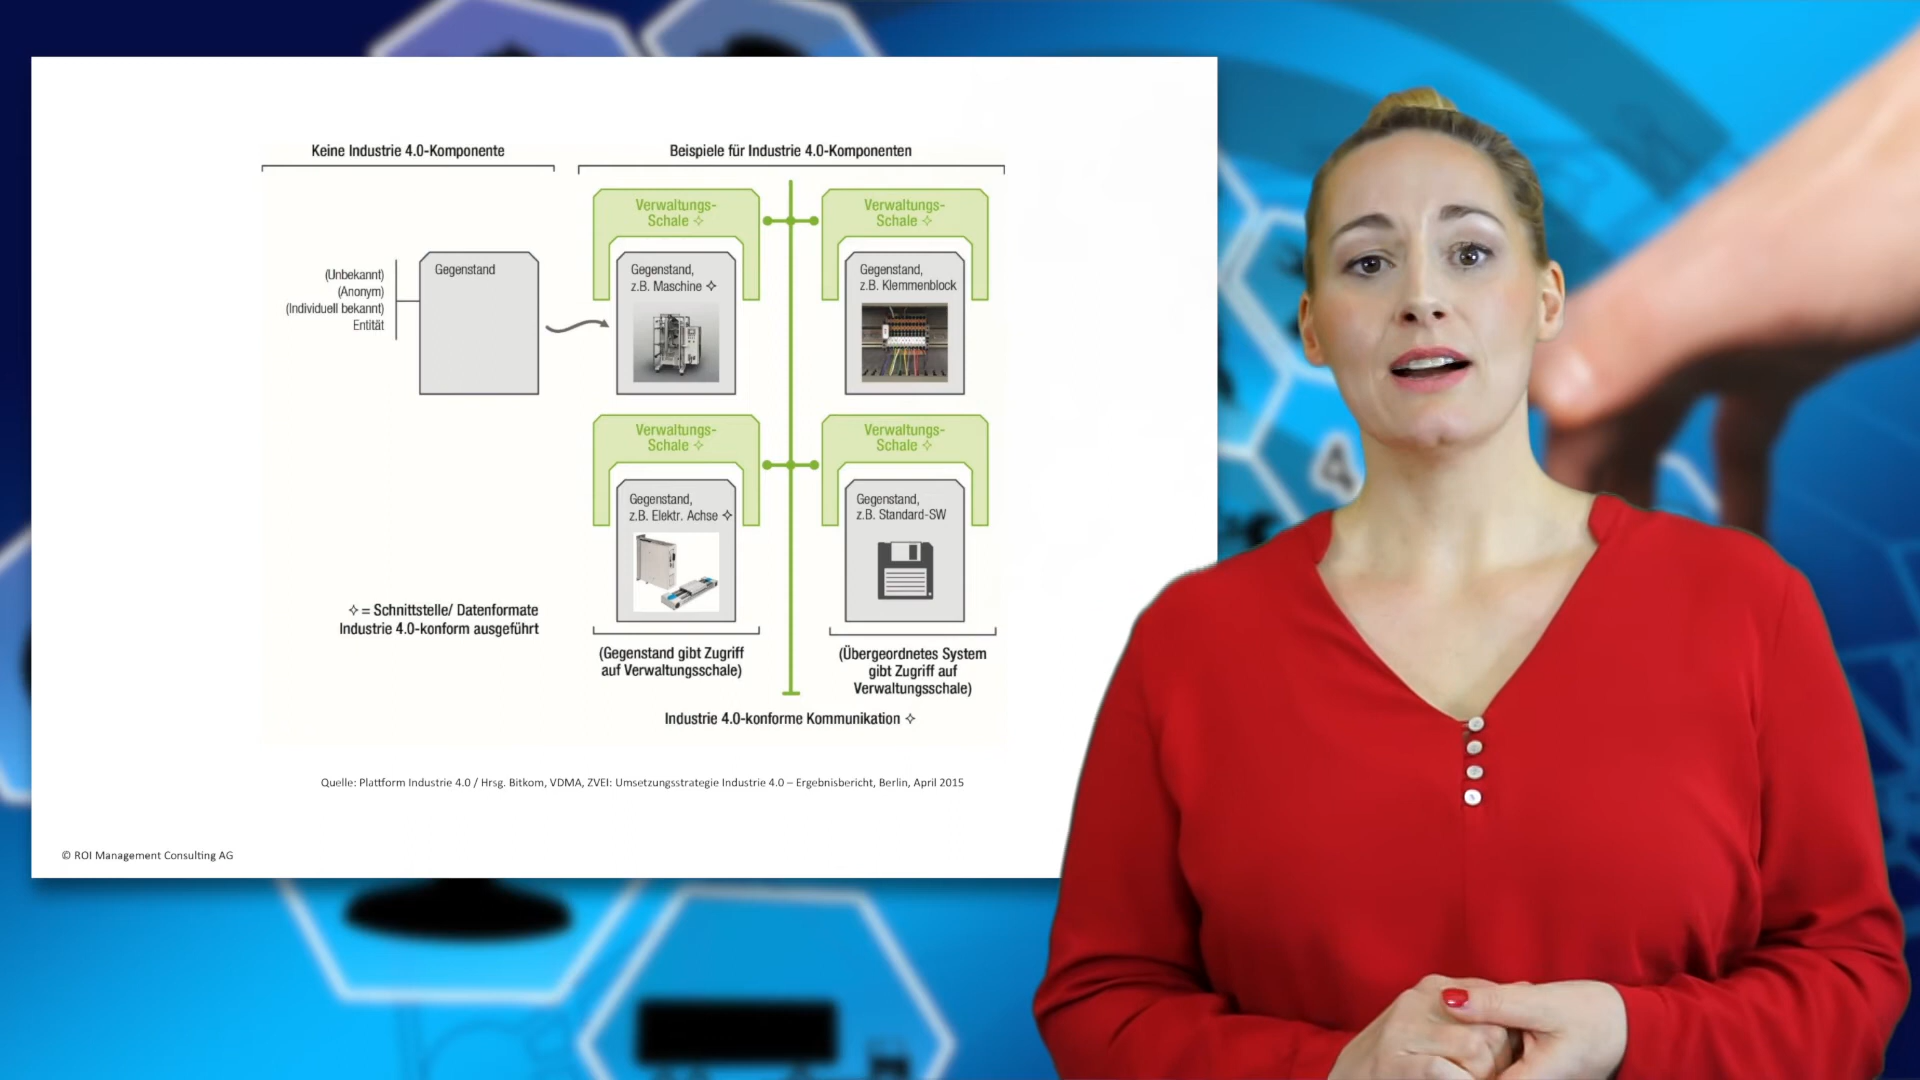 Keine Industrie 4.0-Komponente
Beispiele für Industrie 4.0-Komponenten
(Unbekannt)
(Anonym)
(Individuell bekannt)
Entität
Gegenstand
Verwaltungs-
Schale ✧
Gegenstand,
z.B. Maschine ✧
Verwaltungs-
Schale ✧
Gegenstand,
z.B. Klemmenblock
Verwaltungs-
Schale ✧
Gegenstand,
z.B. Elektr. Achse ✧
Verwaltungs-
Schale ✧
Gegenstand,
z.B. Standard-SW
✧ = Schnittstelle/ Datenformate
Industrie 4.0-konform ausgeführt
(Gegenstand gibt Zugriff
auf Verwaltungsschale)
(Übergeordnetes System
gibt Zugriff auf
Verwaltungsschale)
Industrie 4.0-konforme Kommunikation ✧
Quelle: Plattform Industrie 4.0 / Hrsg. Bitkom, VDMA, ZVEI: Umsetzungsstrategie Industrie 4.0 – Ergebnisbericht, Berlin, April 2015
© ROI Management Consulting AG